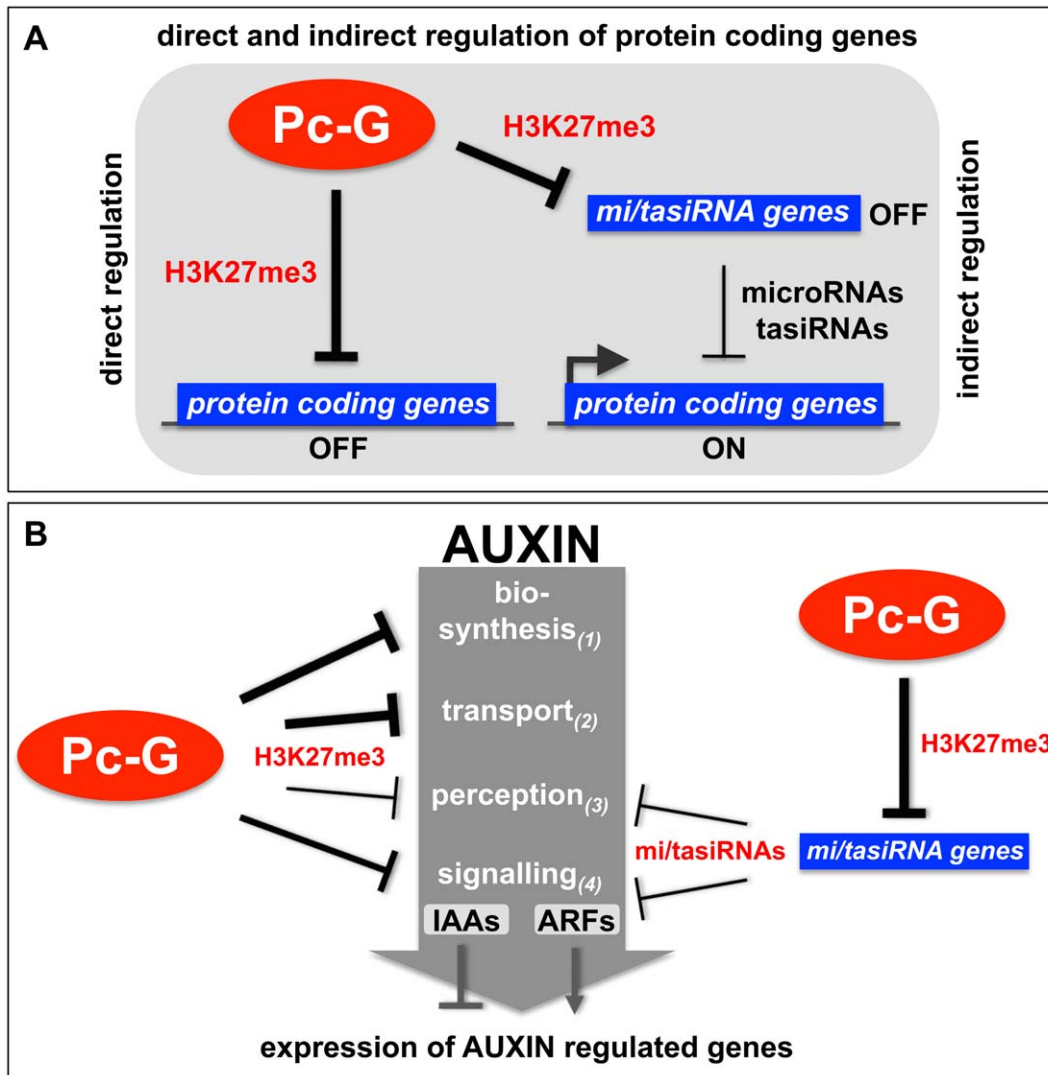 A
direct and indirect regulation of protein coding genes
Pc-G
H3K27me3
mi/tasiRNA genes OFF
direct regulation
H3K27me3
microRNAs
tasiRNAs
indirect regulation
protein coding genes
OFF
protein coding genes
ON
B
AUXIN
bio-
synthesis(1)
transport(2)
perception(3)
signalling(4)
IAAs
ARFs
Pc-G
H3K27me3
Pc-G
H3K27me3
mi/tasiRNAs
mi/tasiRNA genes
expression of AUXIN regulated genes